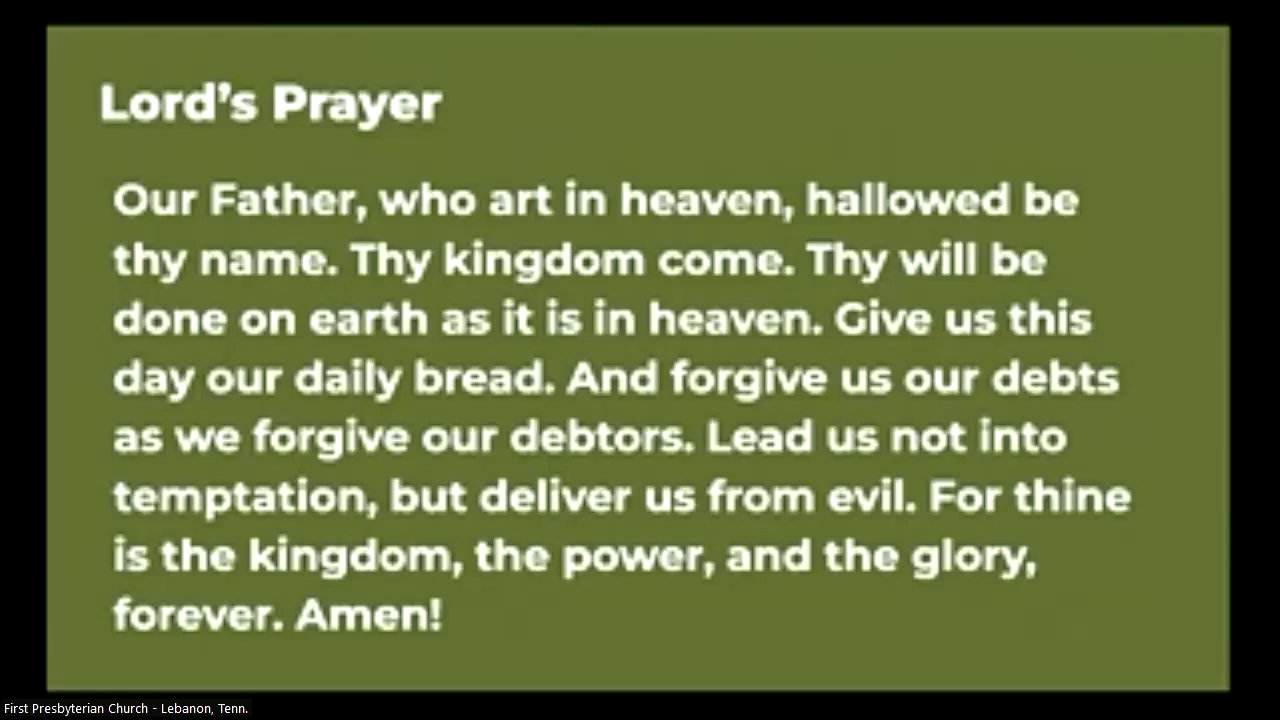 Lord’s Prayer
Our Father, who art in heaven, hallowed be
thy name. Thy kingdom come. Thy will be
done on earth as it is in heaven. Give us this
day our daily bread. And forgive us our debts
as we forgive our debtors. Lead us not into
temptation, but deliver us from evil. For thine
is the kingdom, the power, and the glory,
forever. Amen!
First Presbyterian Church - Lebanon, Tenn.